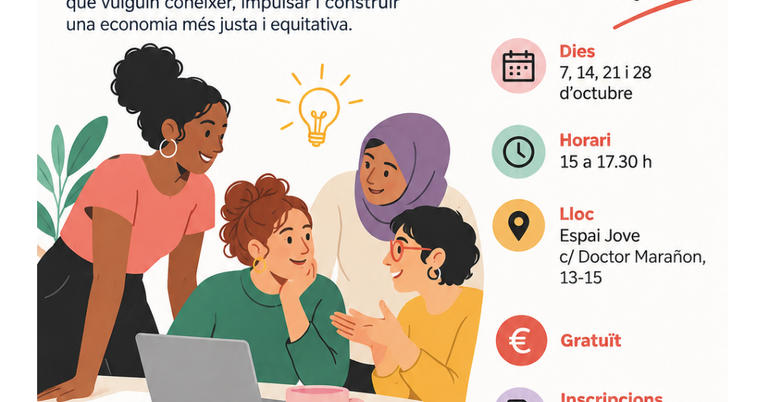 que vulguin conèixer, impulsar i construir
una economia més justa i equitativa.
Dies
7, 14, 21 i 28
d’octubre
Horari
15 a 17.30 h
Lloc
Espai Jove
c/ Doctor Marañon,
13-15
€
Gratuït
Inscripcions